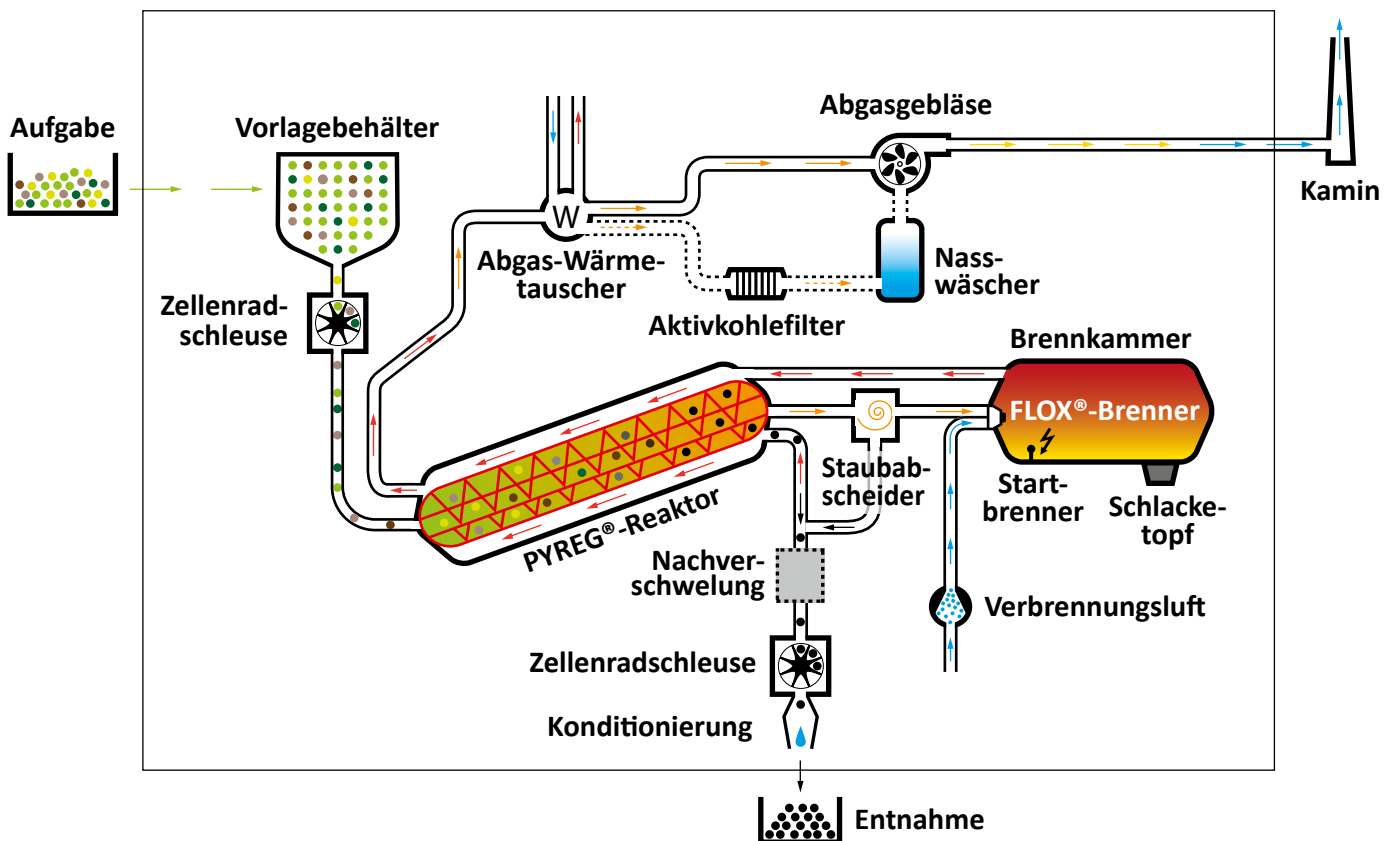 Aufgabe
Vorlagebehälter
Abgasgebläse
Kamin
W
Abgas-Wärme-
tauscher
Nass-
wäscher
Aktivkohlefilter
Zellenrad-
schleuse
Brennkammer
FLOX®-Brenner
Start-
brenner
Schlacke-
topf
Staubab-
scheider
PYREG®-Reaktor
Nachver-
schwelung
Verbrennungsluft
Zellenradschleuse
Konditionierung
Entnahme